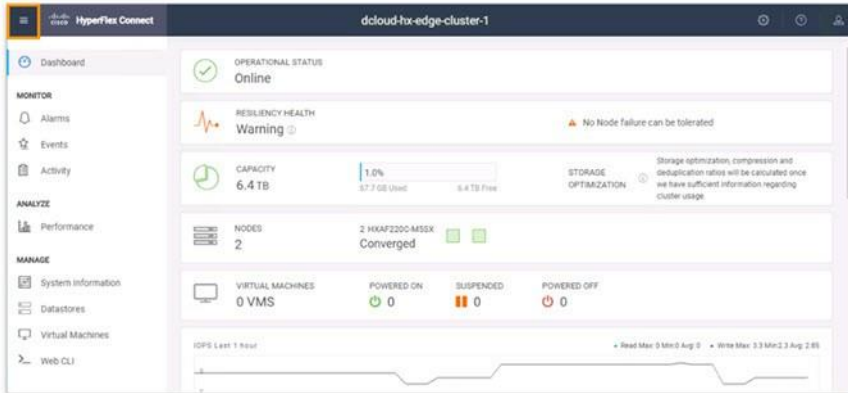 cisco HyperFlex Connect
dcloud-hx-edge-cluster-1
Dashboard
MONITOR
Alarms
Events
Activity
ANALYZE
Performance
MANAGE
System Information
Datastores
Virtual Machines
Web CLI
OPERATIONAL STATUS
Online
RESILIENCY HEALTH
Warning
No Node failure can be tolerated
CAPACITY
6.4 TB
1.0%
67.7 GB Used
6.4 TB Free
STORAGE
OPTIMIZATION
Storage optimization, compression and
deduplication ratios will be calculated once
we have sufficient information regarding
cluster usage.
NODES
2
2 HXAF220C-M5SX
Converged
VIRTUAL MACHINES
0 VMS
POWERED ON
0
SUSPENDED
0
POWERED OFF
0
IOPS Last 1 hour
Read Max: 0 Min:0 Avg: 0
Write Max: 3.3 Min:2.3 Avg: 2.85